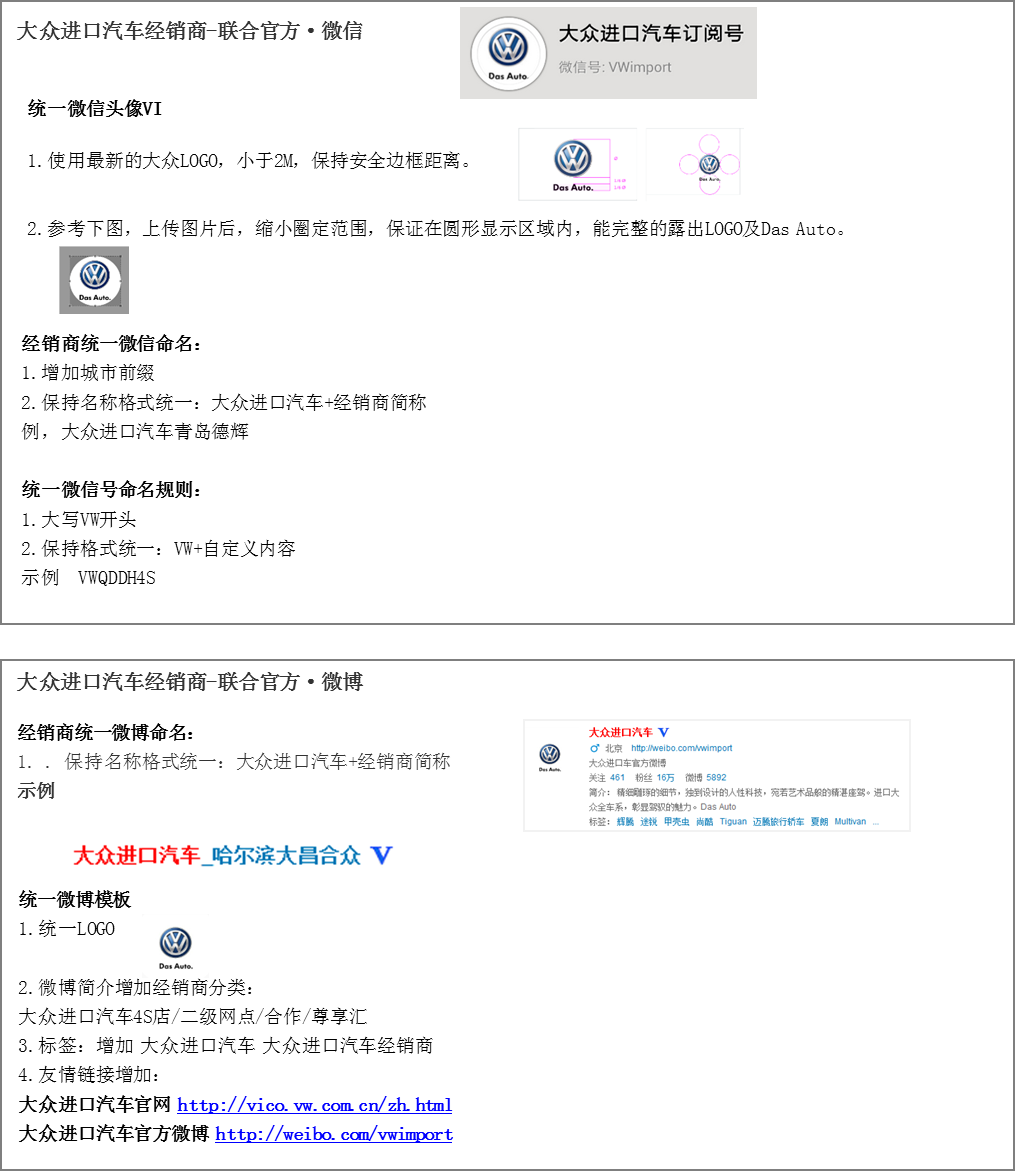 大众进口汽车经销商-联合官方·微信
大众进口汽车订阅号
微信号: VWimport
Das Auto.
统一微信头像VI
1.使用最新的大众LOGO，小于2M，保持安全边框距离。
Das Auto.
Das Auto.
2.参考下图，上传图片后，缩小圈定范围，保证在圆形显示区域内，能完整的露出LOGO及Das Auto。
Das Auto.
经销商统一微信命名：
1.增加城市前缀
2.保持名称格式统一：大众进口汽车+经销商简称
例，大众进口汽车青岛德辉
统一微信号命名规则：
1.大写VW开头
2.保持格式统一：VW+自定义内容
示例 VWQDDH4S
大众进口汽车经销商-联合官方·微博
经销商统一微博命名：
1. . 保持名称格式统一：大众进口汽车+经销商简称
示例
大众进口汽车 V
♂ 北京 http://weibo.com/vwimport
大众进口车官方微博
关注 461 粉丝 16万 微博 5892
简介： 精细雕琢的细节，独到设计的人性科技，宛若艺术品般的精湛座驾。进口大
众全车系，彰显驾驭的魅力。Das Auto
标签： 辉腾 途锐 甲壳虫 尚酷 Tiguan 迈腾旅行轿车 夏朗 Multivan ...
Das Auto.
大众进口汽车_哈尔滨大昌合众 V
统一微博模板
1.统一LOGO
Das Auto.
2.微博简介增加经销商分类：
大众进口汽车4S店/二级网点/合作/尊享汇
3.标签：增加 大众进口汽车 大众进口汽车经销商
4.友情链接增加：
大众进口汽车官网 http://vico.vw.com.cn/zh.html
大众进口汽车官方微博 http://weibo.com/vwimport